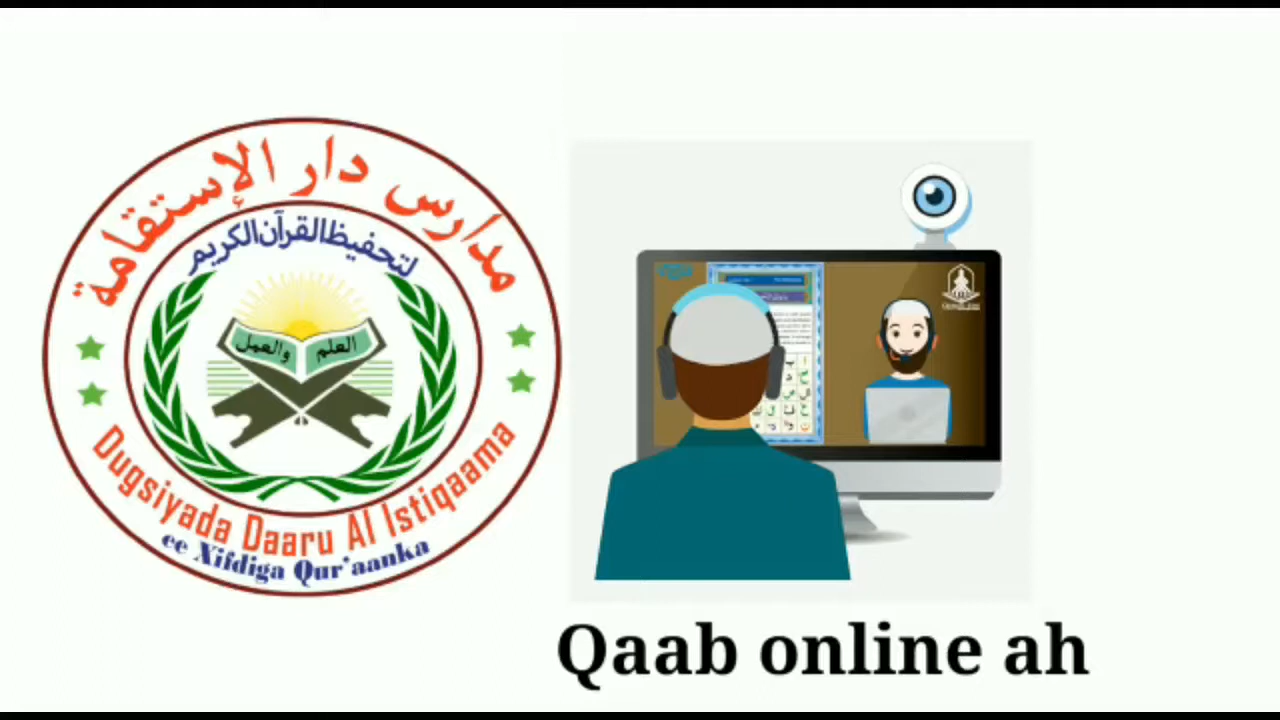 مدارس دار الإستقامة
لتحفيظ القرآن الكريم
العلم والعمل
Dugsiyada Daaru Al Istiqaama
ee Xifdiga Qur'aanka
Qaab online ah